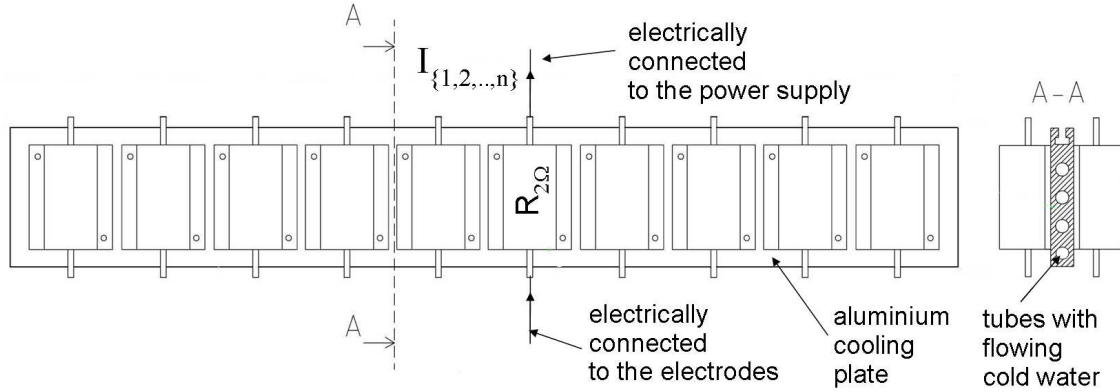 A
I{1,2,..,n}
electrically
connected
to the power supply
A-A
R2Ω
A
electrically
connected
to the electrodes
aluminium
cooling
plate
tubes with
flowing
cold water